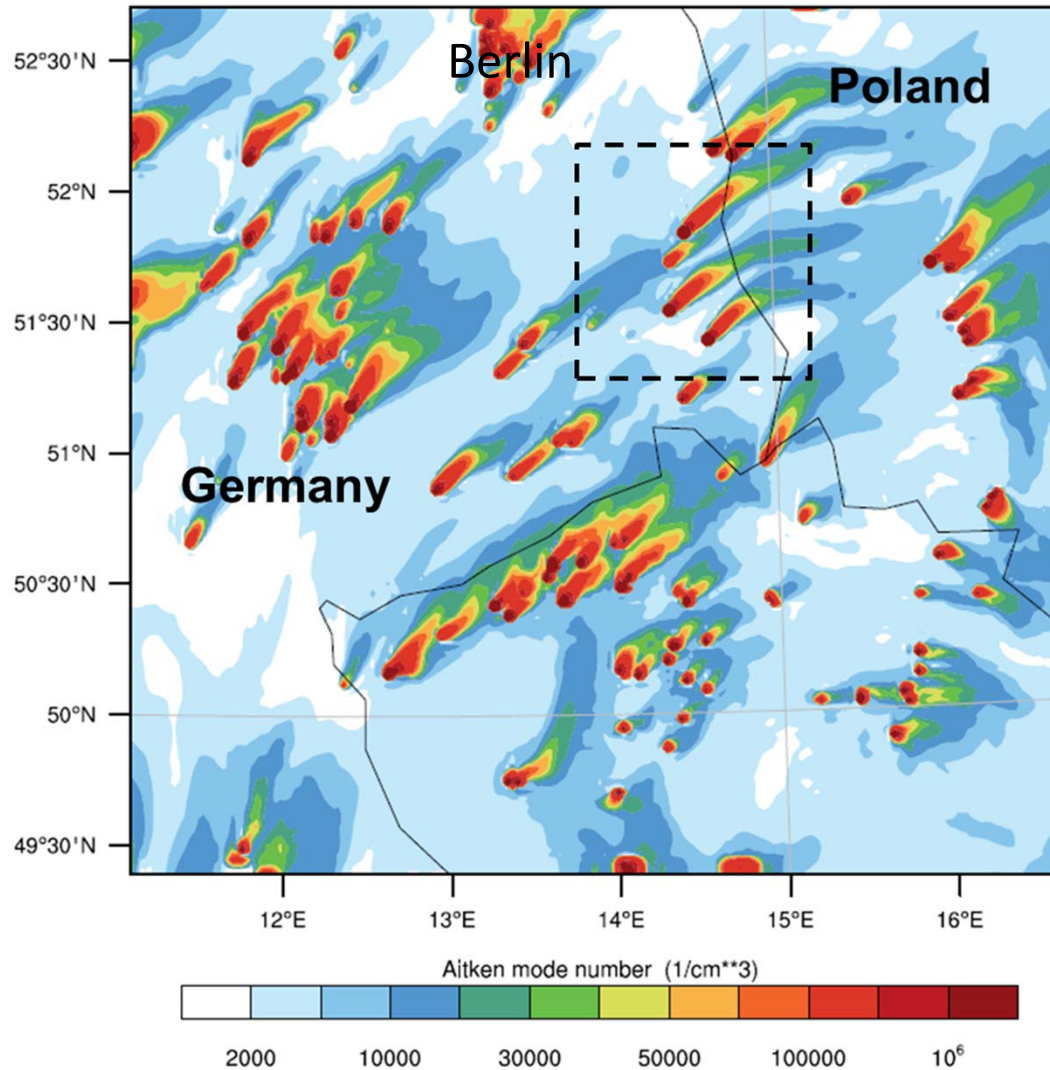 52°30'N
Berlin
Poland
52°N
51°30'N
51°N
Germany
50°30'N
50°N
49°30'N
12°E 13°E 14°E 15°E 16°E
Aitken mode number (1/cm**3)
2000 10000 30000 50000 100000 10⁶